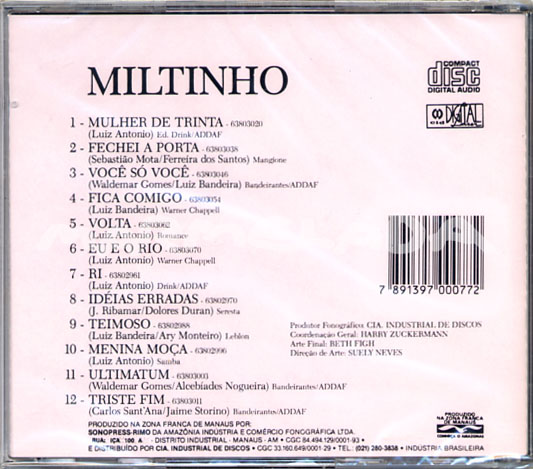 MILTINHO
COMPACT
disc
DIGITAL AUDIO
cid DIGITAL
1 - MULHER DE TRINTA - 63803020
(Luiz Antonio) Ed. Drink/ADDAF
2 - FECHEI A PORTA - 63803038
(Sebastião Mota/Ferreira dos Santos) Mangione
3 - VOCÊ SÓ VOCÊ - 63803046
(Waldemar Gomes/Luiz Bandeira) Bandeirantes/ADDAF
4 - FICA COMIGO - 63803054
(Luiz Bandeira) Warner Chappell
5 - VOLTA - 63803062
(Luiz Antonio) Romance
6 - EU E O RIO - 63803070
(Luiz Antonio) Warner Chappell
7 - RI - 63802961
(Luiz Antonio) Drink/ADDAF
8 - IDÉIAS ERRADAS - 63802970
(J. Ribamar/Dolores Duran) Seresta
9 - TEIMOSO - 63802988
(Luiz Bandeira/Ary Monteiro) Leblon
10 - MENINA MOÇA - 63802996
(Luiz Antonio) Samba
11 - ULTIMATUM - 63803003
(Waldemar Gomes/Alcebíades Nogueira) Bandeirantes/ADDAF
12 - TRISTE FIM - 63803011
(Carlos Sant'Ana/Jaime Storino) Bandeirantes/ADDAF
7 891397 000772
Produtor Fonográfico: CIA. INDUSTRIAL DE DISCOS
Coordenação Geral: HARRY ZUCKERMANN
Arte Final: BETH FIGH
Direção de Arte: SUELY NEVES
PRODUZIDO NA ZONA FRANCA DE MANAUS POR:
SONOPRESS-RIMO DA AMAZÔNIA INDÚSTRIA E COMÉRCIO FONOGRÁFICA LTDA.
RUA: IÇA, 100, A - DISTRITO INDUSTRIAL - MANAUS - AM • CGC 84.494.129/0001-93 •
E DISTRIBUÍDO POR CIA. INDUSTRIAL DE DISCOS • CGC 33.160.649/0001-29 • TEL.: (021) 280-3838 • INDÚSTRIA BRASILEIRA
PRODUZIDO
NA ZONA FRANCA
DE MANAUS
CONHEÇA O AMAZONAS